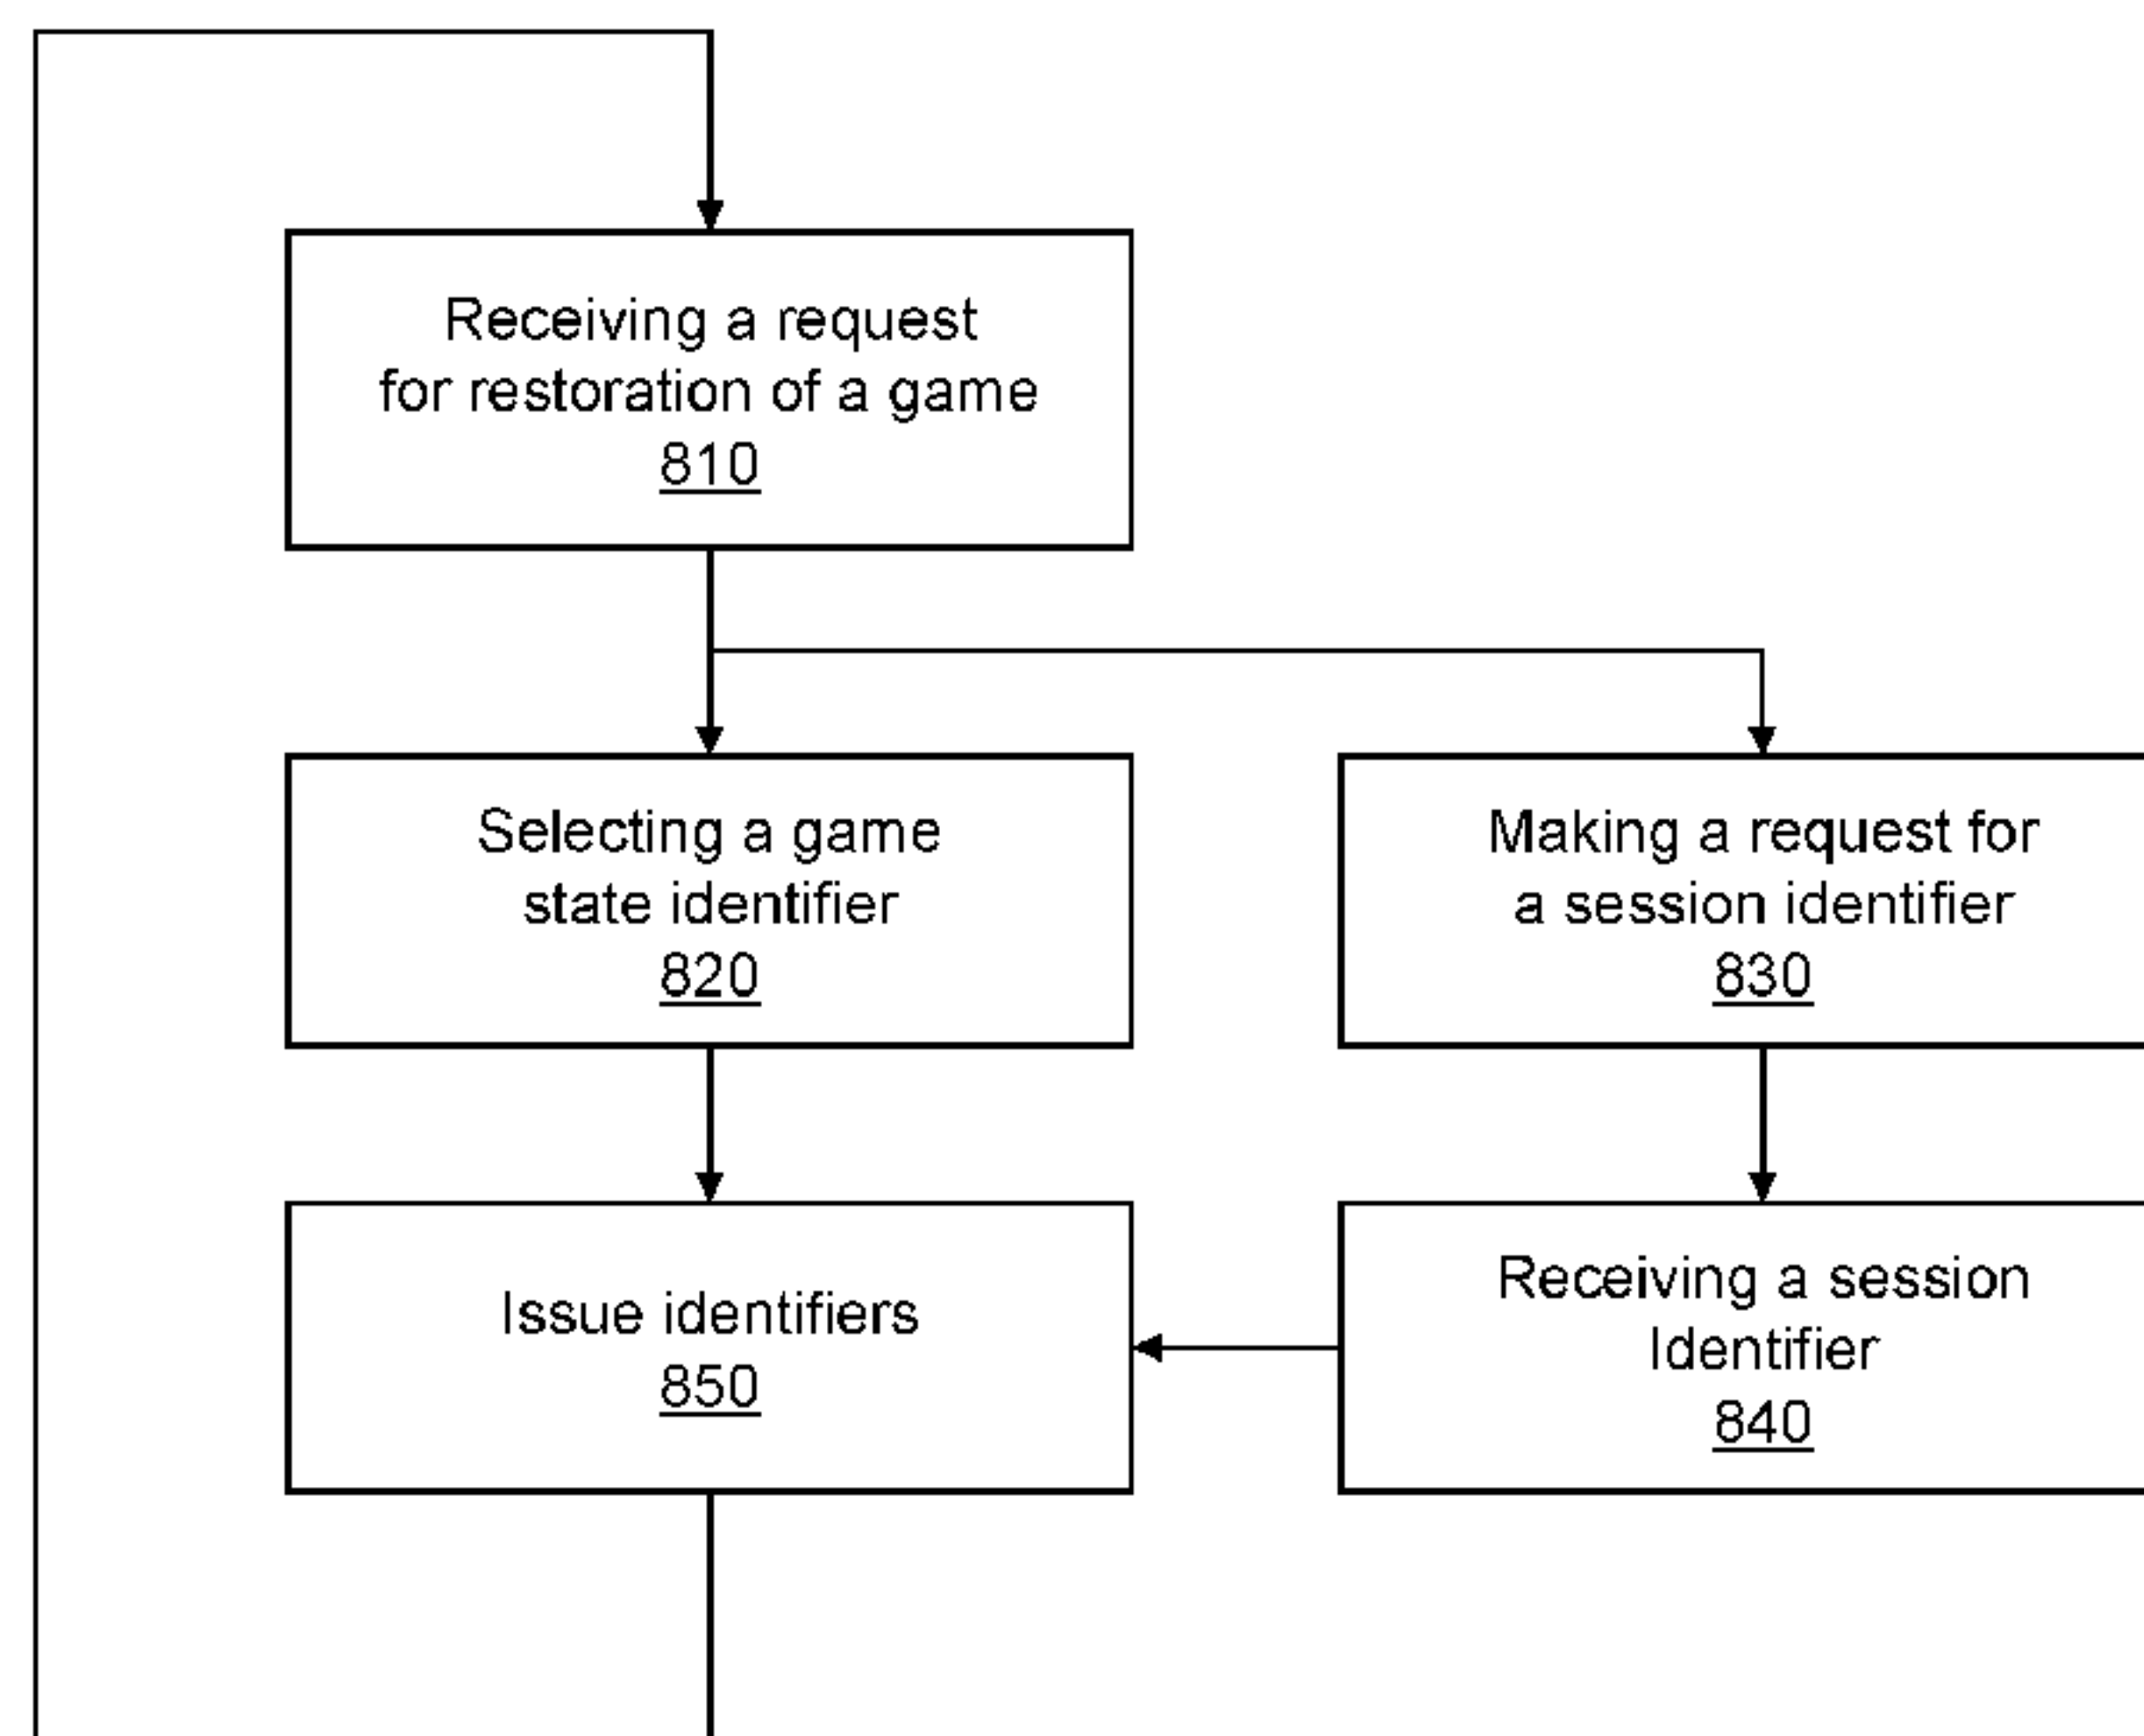 Receiving a request
for restoration of a game
810
Selecting a game
state identifier
820
Making a request for
a session identifier
830
Issue identifiers
850
Receiving a session
Identifier
840